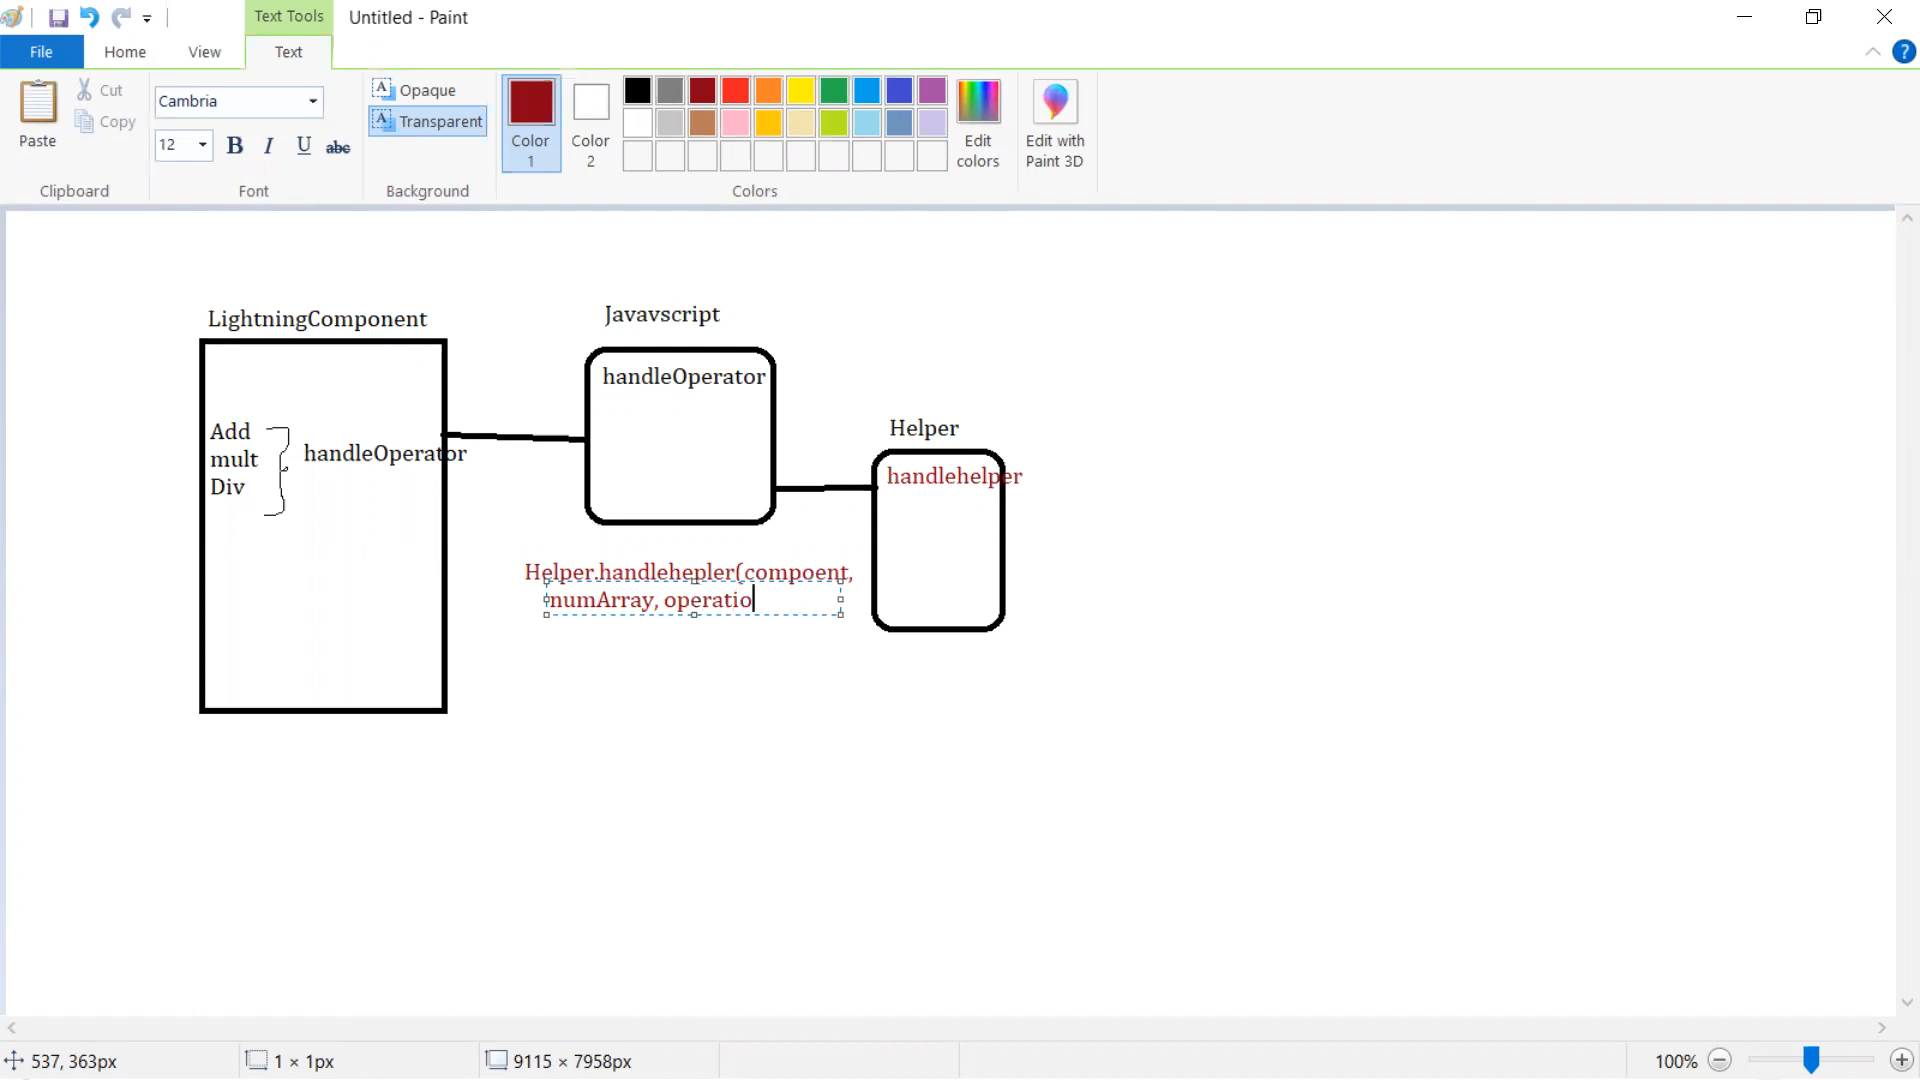 Text Tools
Untitled - Paint
File
Home
View
Text
Paste
Cut
Copy
Clipboard
Cambria
12
B I U abc
Font
Opaque
Transparent
Background
Color
1
Color
2
Colors
Edit
colors
Edit with
Paint 3D
?
LightningComponent
Add
mult
Div
handleOperator
Javavscript
handleOperator
Helper
handlehelper
Helper.handlehepler(compoent,
numArray, operatio
537, 363px
1 × 1px
9115 × 7958px
100%